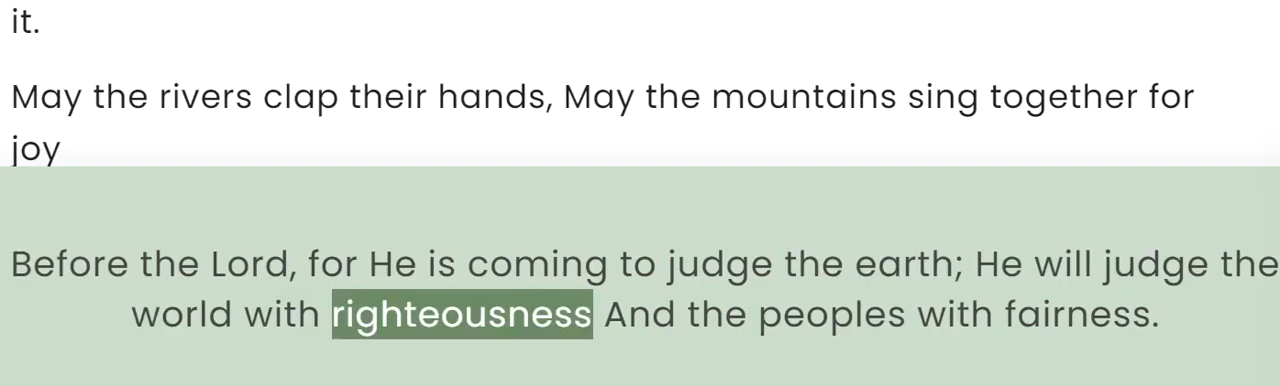 it.
May the rivers clap their hands, May the mountains sing together for
joy
Before the Lord, for He is coming to judge the earth; He will judge the
world with righteousness And the peoples with fairness.